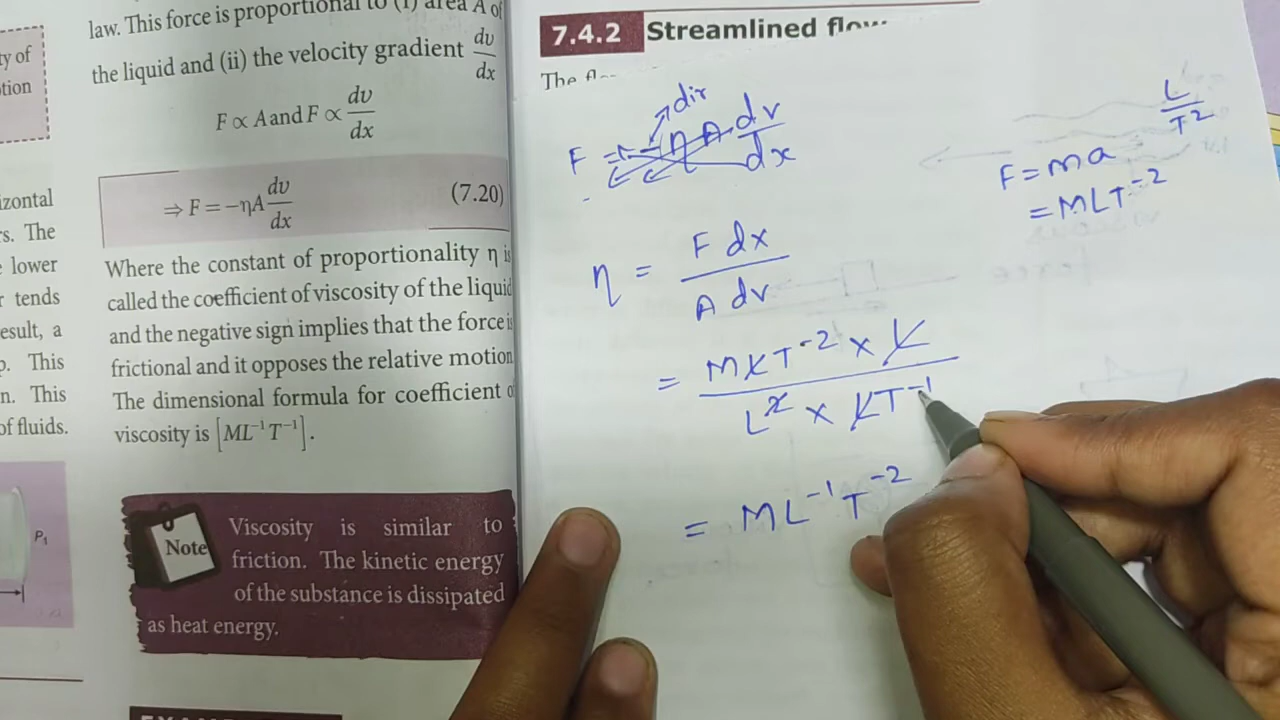 ty of
tion
izontal
rs. The
e lower
r tends
esult, a
p. This
n. This
of fluids.
P₁
law. This force is proportional to (i) area A of
the liquid and (ii) the velocity gradient dv/dx
F ∝ A and F ∝ dv/dx
⇒ F = −ηA dv/dx (7.20)
Where the constant of proportionality η is
called the coefficient of viscosity of the liquid
and the negative sign implies that the force is
frictional and it opposes the relative motion
The dimensional formula for coefficient o
viscosity is [ML⁻¹T⁻¹].
Note
Viscosity is similar to
friction. The kinetic energy
of the substance is dissipated
as heat energy.
7.4.2 Streamlined flow
The
dir
F = − η A dv/dx
η = F dx / A dv
= MLT⁻² × L / L² × LT⁻¹
= ML⁻¹T⁻²
L/T²
F = ma
= MLT⁻²